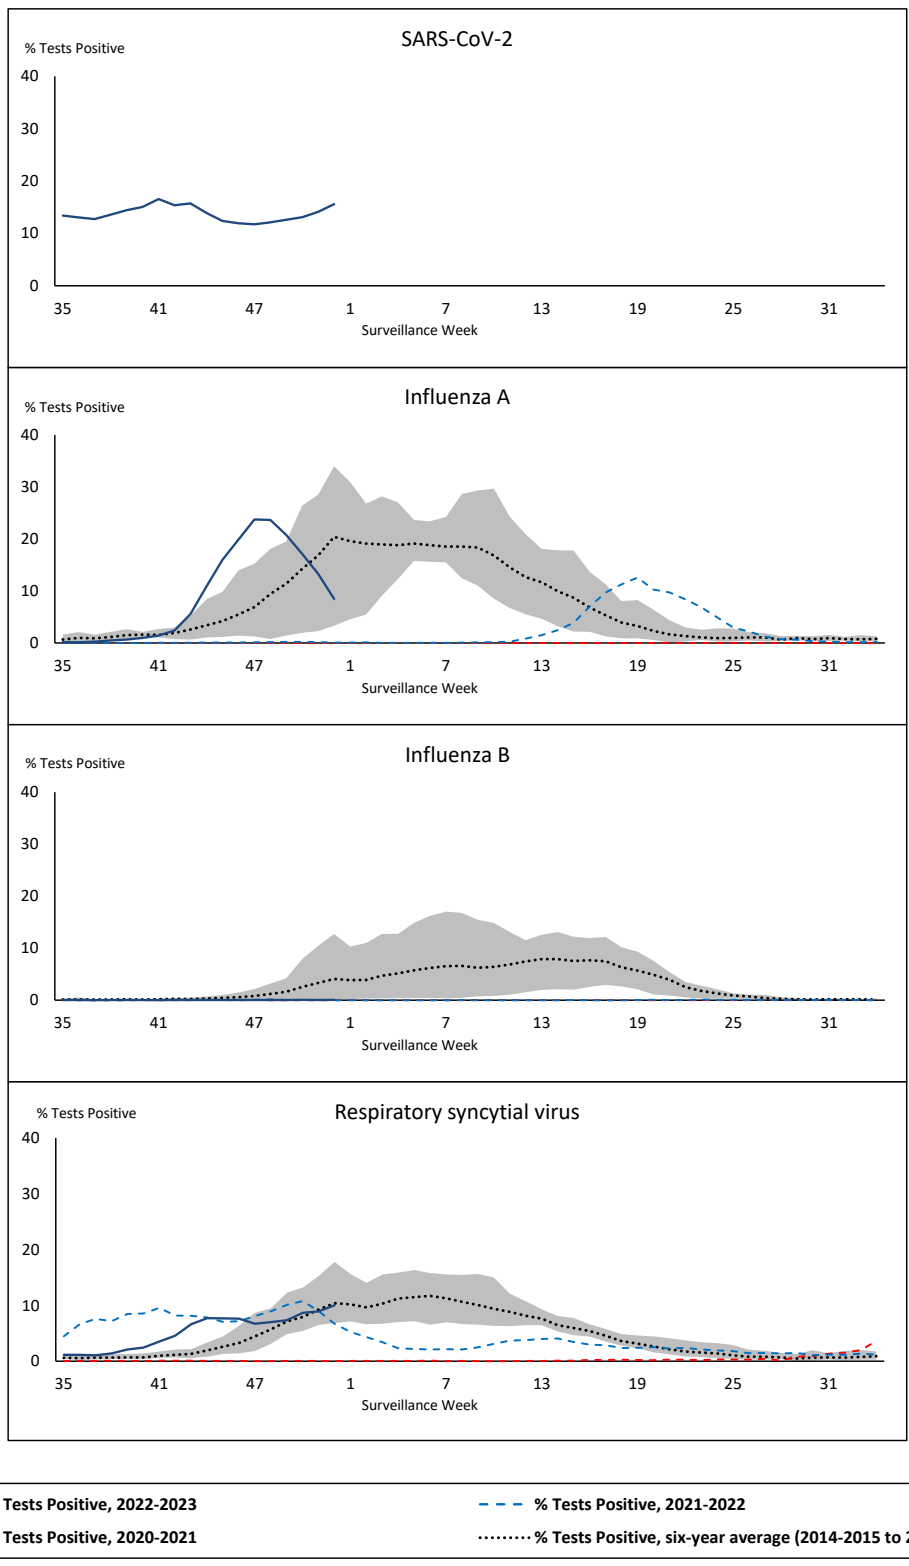 SARS-CoV-2
% Tests Positive
40
30
20
10
0
35 41 47 1 7 13 19 25 31
Surveillance Week
Influenza A
% Tests Positive
40
30
20
10
0
35 41 47 1 7 13 19 25 31
Surveillance Week
Influenza B
% Tests Positive
40
30
20
10
0
35 41 47 1 7 13 19 25 31
Surveillance Week
Respiratory syncytial virus
% Tests Positive
40
30
20
10
0
35 41 47 1 7 13 19 25 31
Surveillance Week
Tests Positive, 2022-2023 % Tests Positive, 2021-2022
Tests Positive, 2020-2021 % Tests Positive, six-year average (2014-2015 to